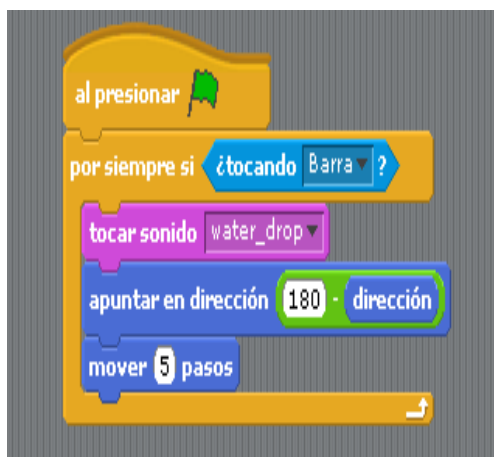 al presionar
por siempre si ¿tocando Barra ?
tocar sonido water_drop
apuntar en dirección 180 - dirección
mover 5 pasos